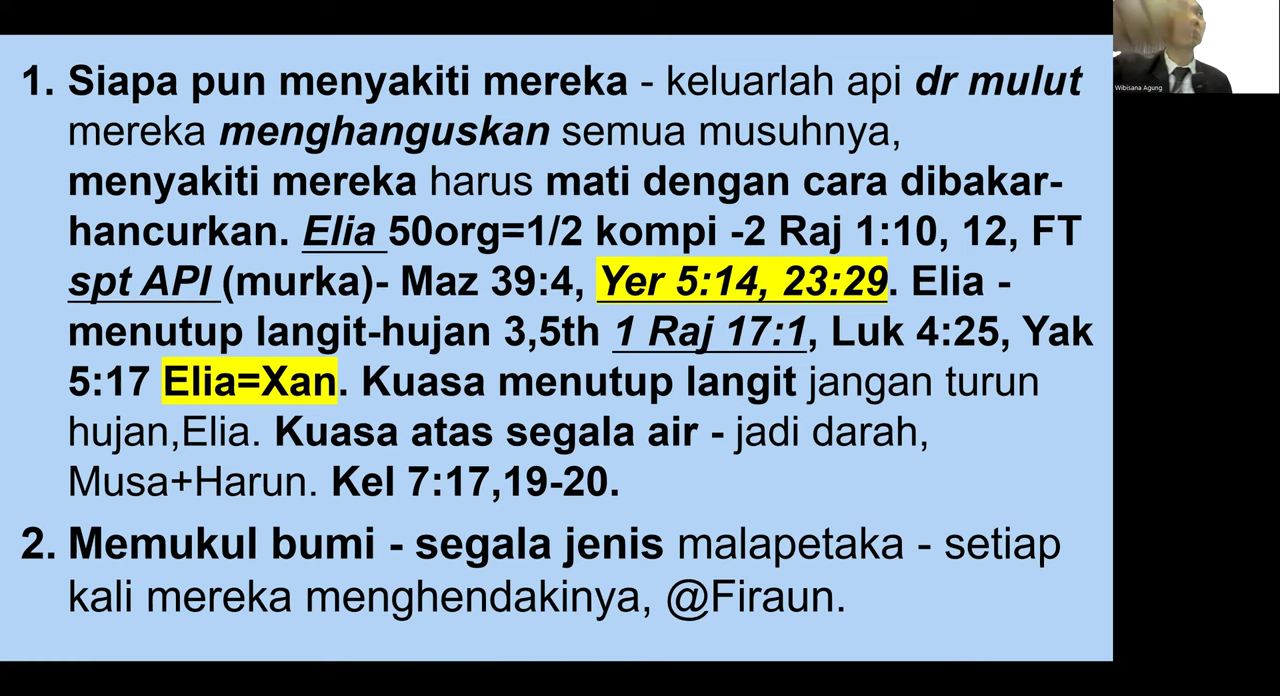 1. Siapa pun menyakiti mereka - keluarlah api dr mulut
mereka menghanguskan semua musuhnya,
menyakiti mereka harus mati dengan cara dibakar-
hancurkan. Elia 50org=1/2 kompi -2 Raj 1:10, 12, FT
spt API (murka)- Maz 39:4, Yer 5:14, 23:29. Elia -
menutup langit-hujan 3,5th 1 Raj 17:1, Luk 4:25, Yak
5:17 Elia=Xan. Kuasa menutup langit jangan turun
hujan,Elia. Kuasa atas segala air - jadi darah,
Musa+Harun. Kel 7:17,19-20.
2. Memukul bumi - segala jenis malapetaka - setiap
kali mereka menghendakinya, @Firaun.
Wibisana Agung